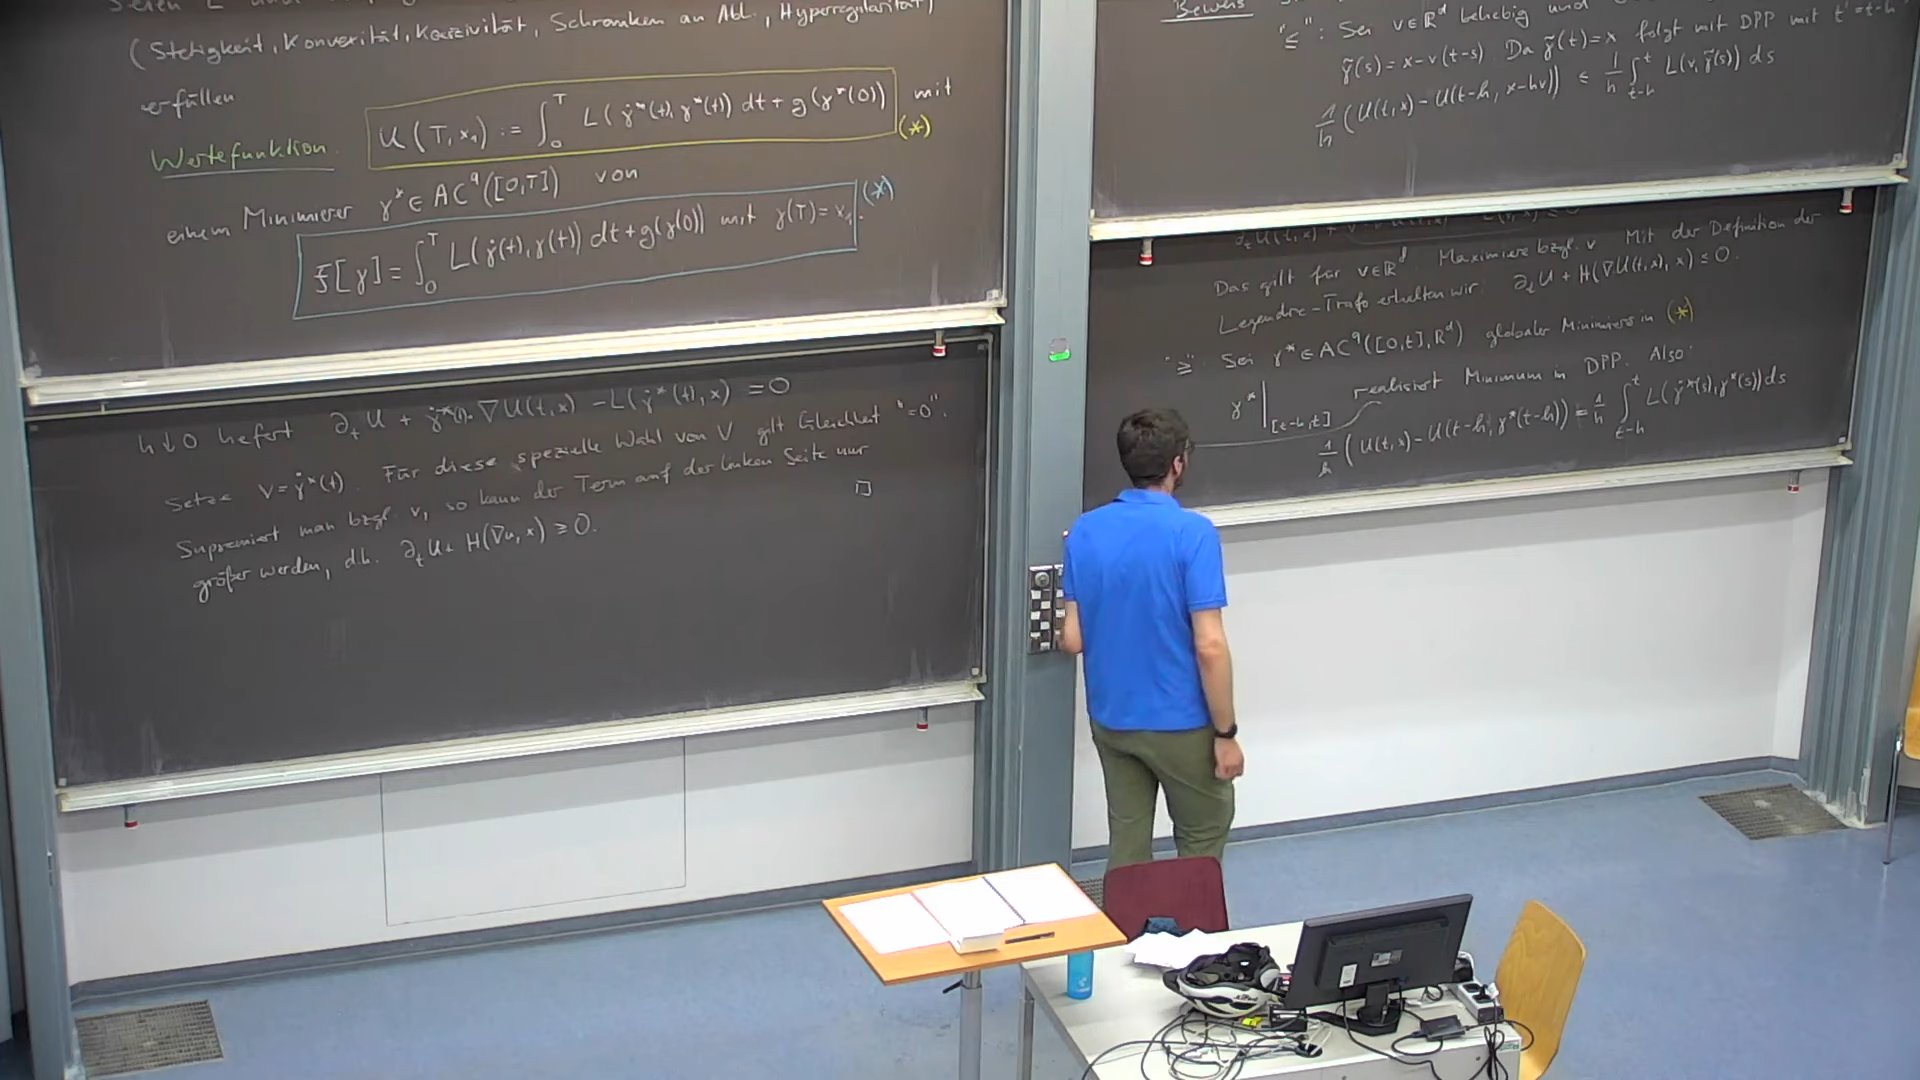 (Stetigkeit, Konvexität, Koerzivität, Schranken an Abl., Hyperregularität)
erfüllen
Wertefunktion U(T, x₁) := ∫₀ᵀ L(γ̇*(t), γ*(t)) dt + g(γ*(0)) mit
(*)
einem Minimierer γ* ∈ AC^q([0,T]) von
F[γ] = ∫₀ᵀ L(γ̇(t), γ(t)) dt + g(γ(0)) mit γ(T) = x₁. (*)
h↓0 liefert ∂ₜU + γ̇*(t)·∇U(t,x) - L(γ̇*(t), x) = 0
Setze V = γ̇*(t). Für diese spezielle Wahl von V gilt Gleichheit "=0".
Supremiert man bzgl. v, so kann der Term auf der linken Seite nur
größer werden, d.h. ∂ₜU + H(∇u, x) ≥ 0. □
Beweis
"≤": Sei v∈ℝᵈ beliebig und
γ̃(s) = x - v(t-s). Da γ̃(t) = x folgt mit DPP mit t' = t-h
1/h (U(t,x) - U(t-h, x-hv)) ≤ 1/h ∫_{t-h}^t L(v, γ̃(s)) ds
Das gilt für v∈ℝᵈ. Maximiere bzgl. v. Mit der Definition der
Legendre-Trafo erhalten wir ∂ₜU + H(∇U(t,x), x) ≤ 0.
"≥": Sei γ* ∈ AC^q([0,t], ℝᵈ) globaler Minimierer in (*)
γ*|_[t-h,t] realisiert Minimum in DPP. Also:
1/h (U(t,x) - U(t-h, γ*(t-h))) = 1/h ∫_{t-h}^t L(γ̇*(s), γ*(s)) ds